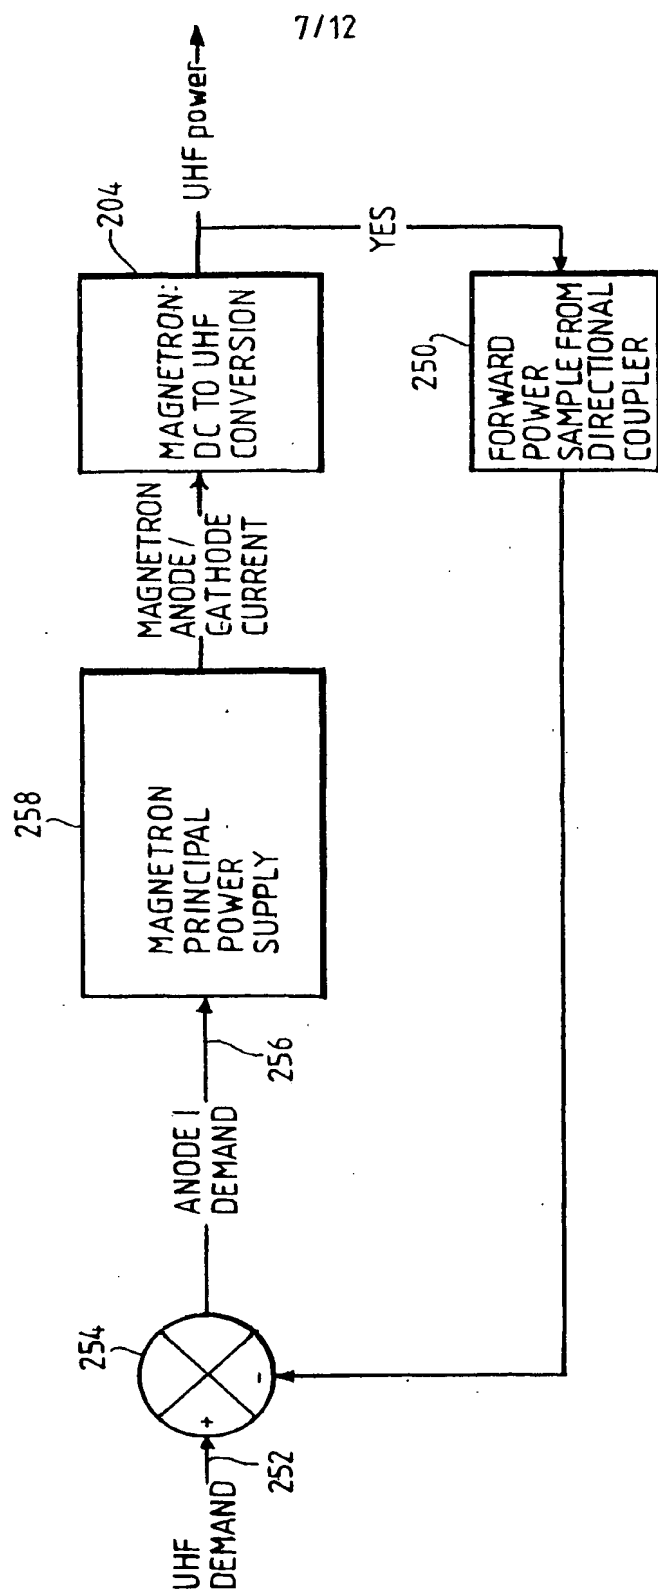 7/12
UHF
DEMAND
252
+
-
254
ANODE I
DEMAND
256
258
MAGNETRON
PRINCIPAL
POWER
SUPPLY
MAGNETRON
ANODE/
CATHODE
CURRENT
204
MAGNETRON:
DC TO UHF
CONVERSION
UHF power
YES
250
FORWARD
POWER
SAMPLE FROM
DIRECTIONAL
COUPLER